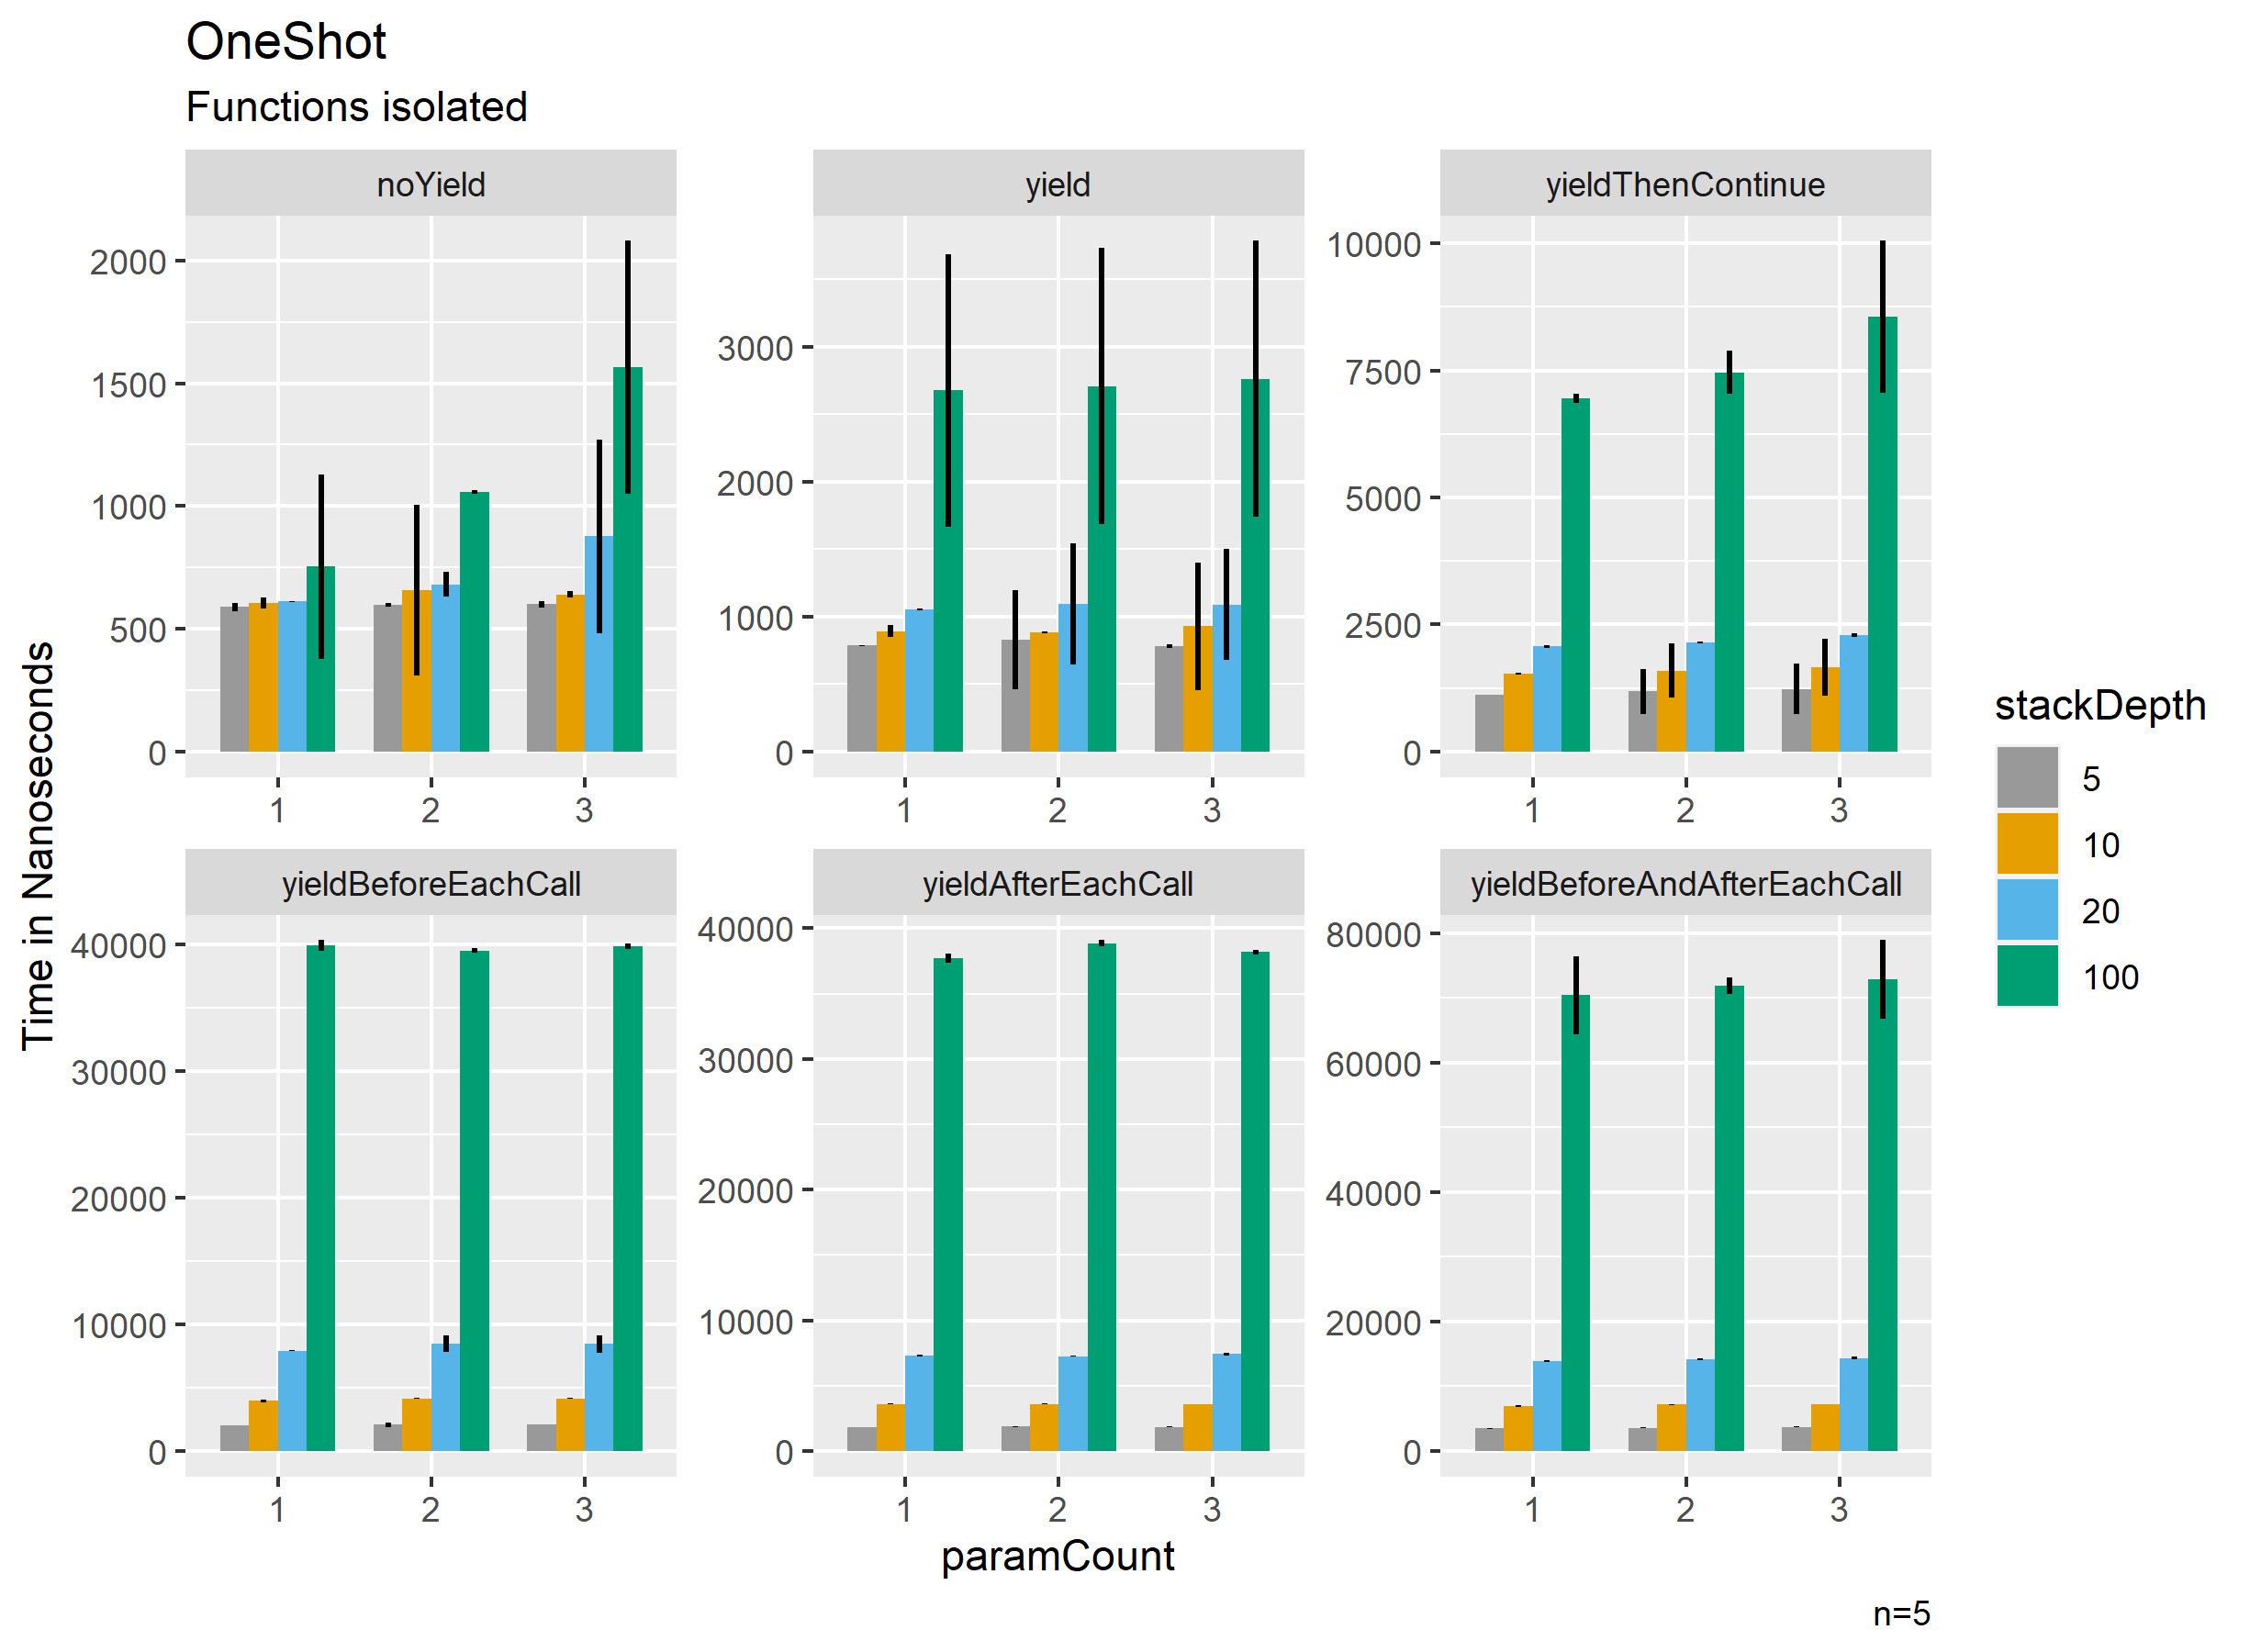 OneShot
Functions isolated
noYield
yield
yieldThenContinue
2000
1500
1000
500
0
3000
2000
1000
0
10000
7500
5000
2500
0
1 2 3
1 2 3
1 2 3
yieldBeforeEachCall
yieldAfterEachCall
yieldBeforeAndAfterEachCall
40000
30000
20000
10000
0
40000
30000
20000
10000
0
80000
60000
40000
20000
0
1 2 3
1 2 3
1 2 3
Time in Nanoseconds
paramCount
stackDepth
5
10
20
100
n=5